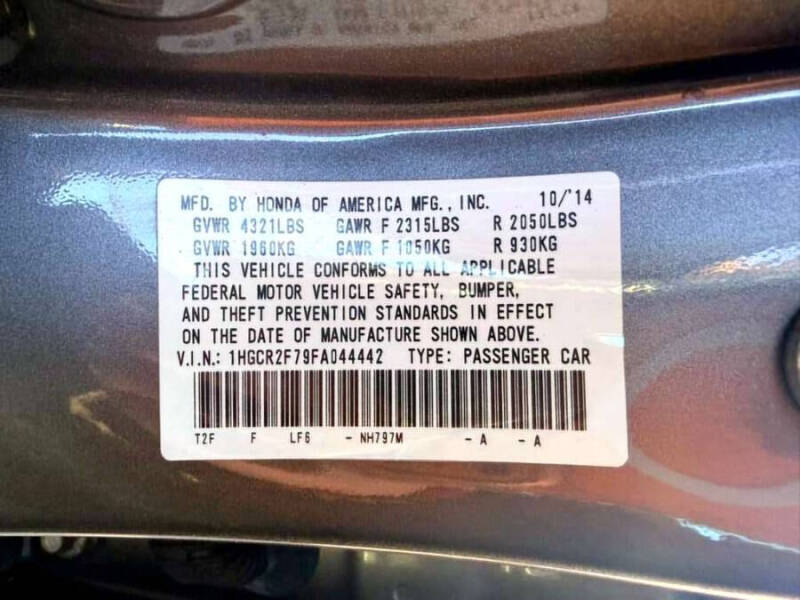 MFD. BY HONDA OF AMERICA MFG., INC. 10/'14
GVWR 4321LBS GAWR F 2315LBS R 2050LBS
GVWR 1960KG GAWR F 1050KG R 930KG
THIS VEHICLE CONFORMS TO ALL APPLICABLE
FEDERAL MOTOR VEHICLE SAFETY, BUMPER,
AND THEFT PREVENTION STANDARDS IN EFFECT
ON THE DATE OF MANUFACTURE SHOWN ABOVE.
V.I.N.: 1HGCR2F79FA044442 TYPE: PASSENGER CAR
T2F F LF6 - NH797M - A - A